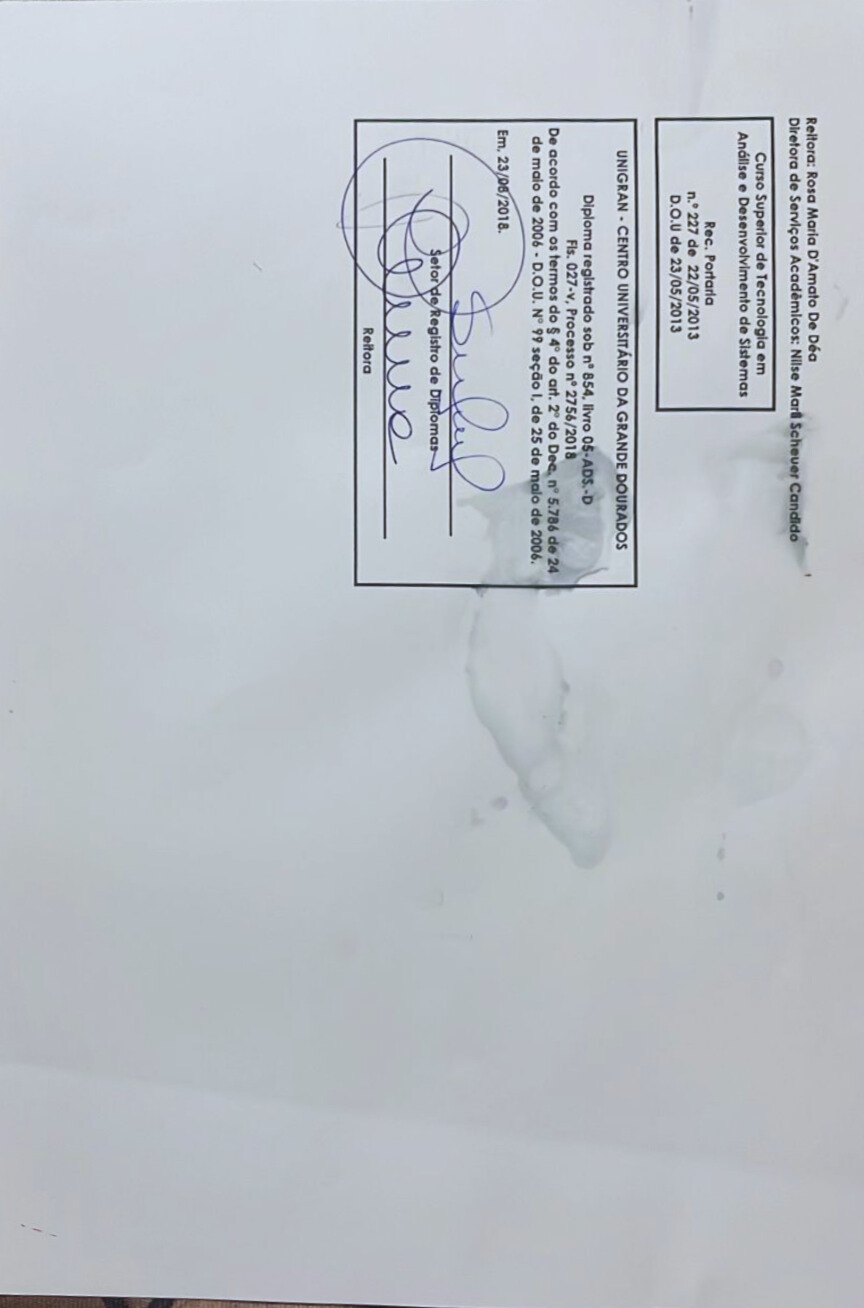 Reitora: Rosa Maria D'Amato De Déa
Diretora de Serviços Acadêmicos: Nilse Marli Scheuer Candido
Curso Superior de Tecnologia em
Análise e Desenvolvimento de Sistemas
Rec. Portaria
n.º 227 de 22/05/2013
D.O.U de 23/05/2013
UNIGRAN - CENTRO UNIVERSITÁRIO DA GRANDE DOURADOS
Diploma registrado sob nº 854, livro 05-ADS.-D
Fls. 027-v, Processo nº 2756/2018
De acordo com os termos do § 4º do art. 2º do Dec. nº 5.786 de 24
de maio de 2006 - D.O.U. Nº 99 seção I, de 25 de maio de 2006.
Em, 23/08/2018.
Setor de Registro de Diplomas
Reitora